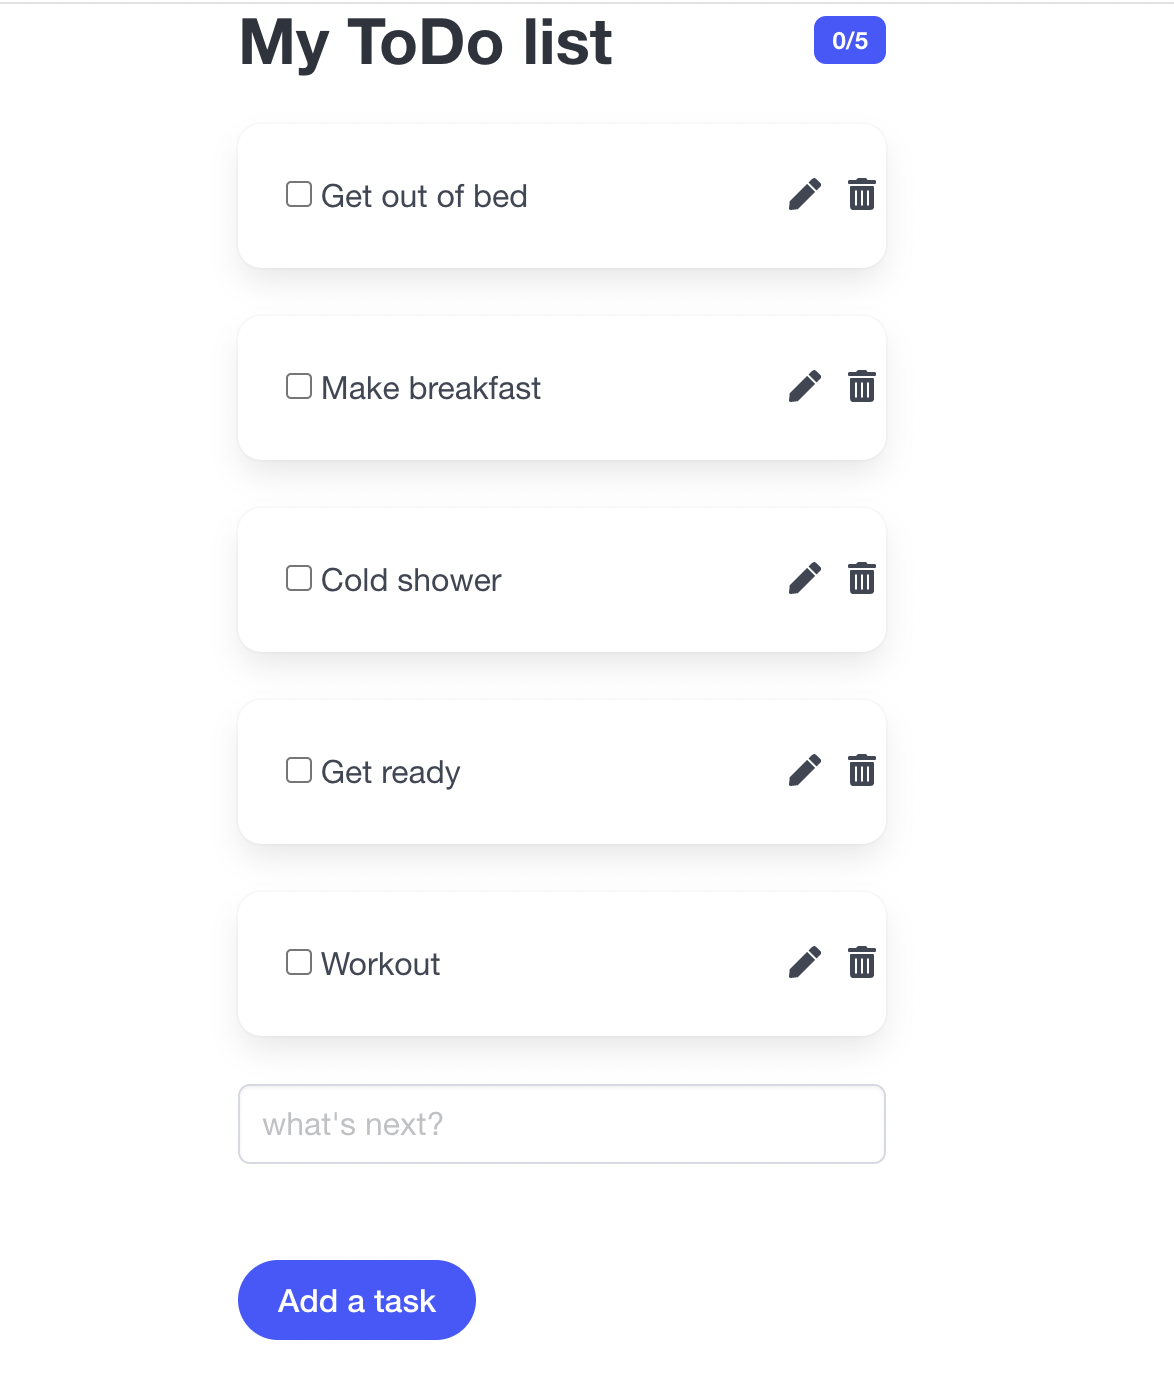 My ToDo list
0/5
Get out of bed
Make breakfast
Cold shower
Get ready
Workout
what's next?
Add a task